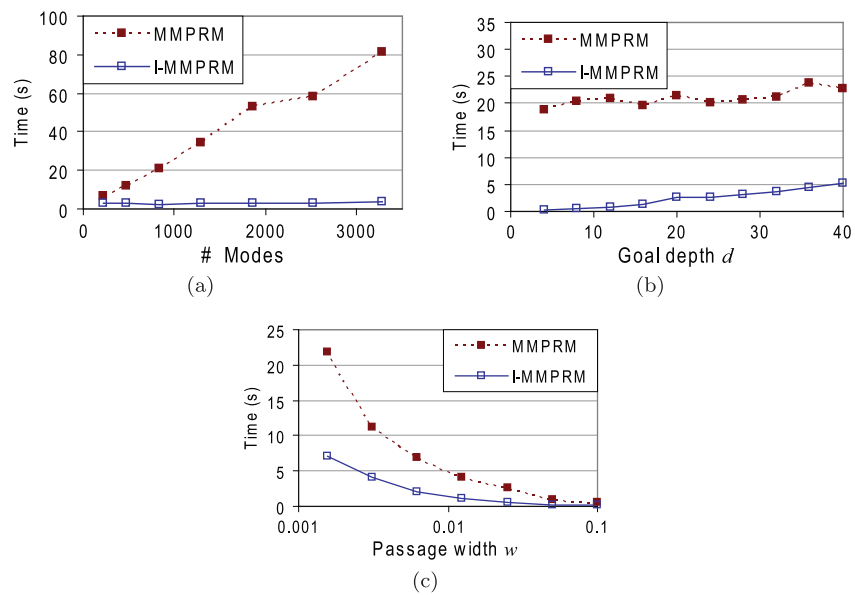 100
80
60
40
20
0
Time (s)
MMPRM
I-MMPRM
0 1000 2000 3000
# Modes
(a)
35
30
25
20
15
10
5
0
Time (s)
MMPRM
I-MMPRM
0 10 20 30 40
Goal depth d
(b)
25
20
15
10
5
0
Time (s)
MMPRM
I-MMPRM
0.001 0.01 0.1
Passage width w
(c)